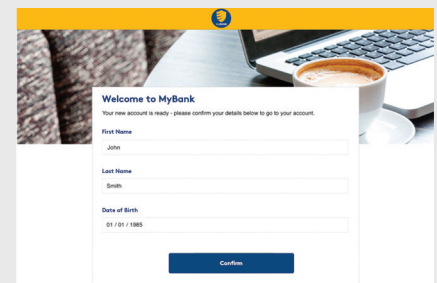 Welcome to MyBank
Your new account is ready - please confirm your details below to go to your account.
First Name
John
Last Name
Smith
Date of Birth
01 / 01 / 1985
Confirm